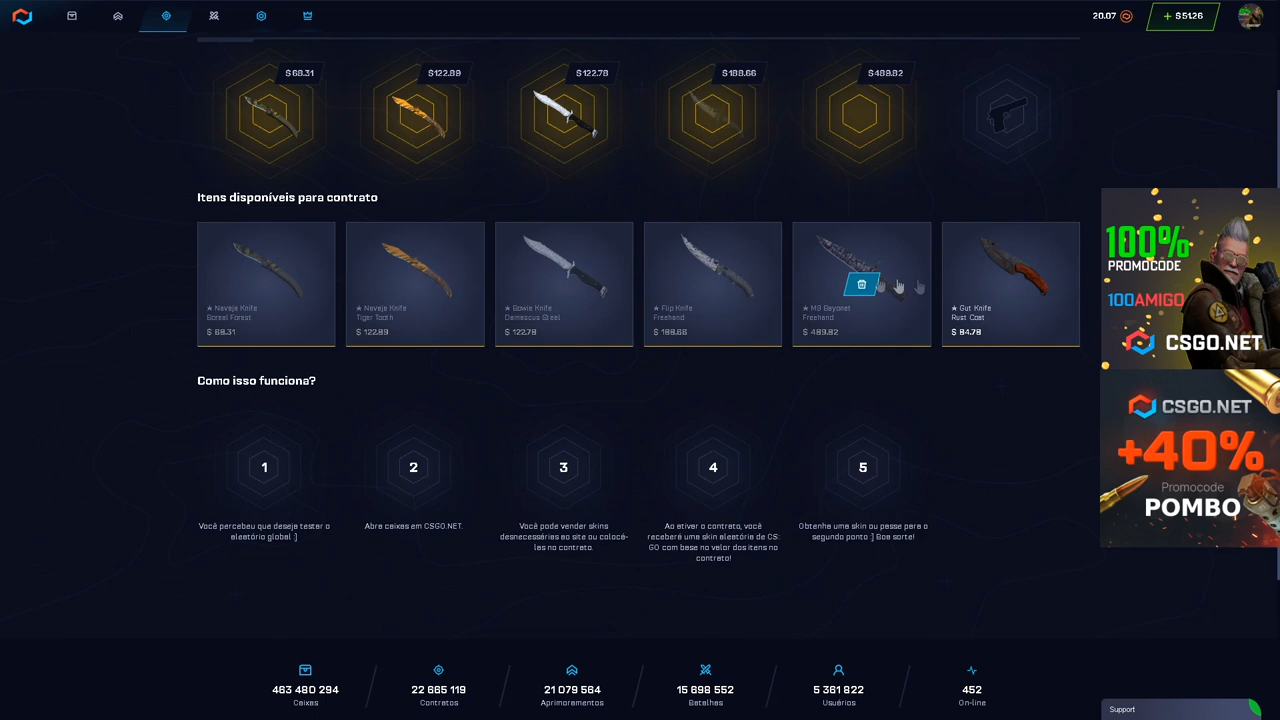 20.07
+ $51.26
$68.31
$122.89
$122.78
$188.66
$489.82
Itens disponíveis para contrato
★ Navaja Knife
Boreal Forest
$ 68.31
★ Navaja Knife
Tiger Tooth
$ 122.89
★ Bowie Knife
Damascus Steel
$ 122.78
★ Flip Knife
Freehand
$ 188.66
★ M9 Bayonet
Freehand
$ 489.82
★ Gut Knife
Rust Coat
$ 84.78
100%
PROMOCODE
100AMIGO
CSGO.NET
CSGO.NET
+40%
Promocode
POMBO
Como isso funciona?
1
2
3
4
5
Você percebeu que deseja testar o
aleatório global :]
Abra caixas em CSGO.NET.
Você pode vender skins
desnecessárias ao site ou colocá-
las no contrato.
Ao ativar o contrato, você
receberá uma skin aleatória de CS:
GO com base no valor dos itens no
contrato!
Obtenha uma skin ou passe para o
segundo ponto :] Boa sorte!
463 480 294
Caixas
22 665 119
Contratos
21 079 564
Aprimoramentos
15 698 552
Batalhas
5 361 822
Usuários
452
On-line
Support